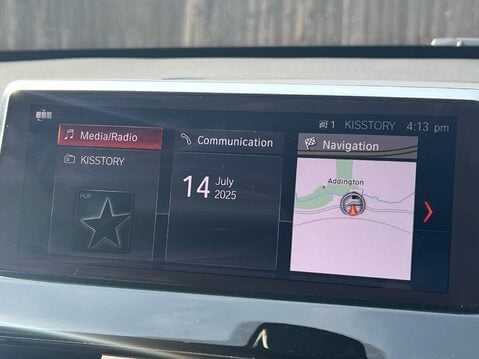 1 KISSTORY 4:13 pm
Media/Radio
KISSTORY
POP
Communication
14 July
2025
Navigation
Addington